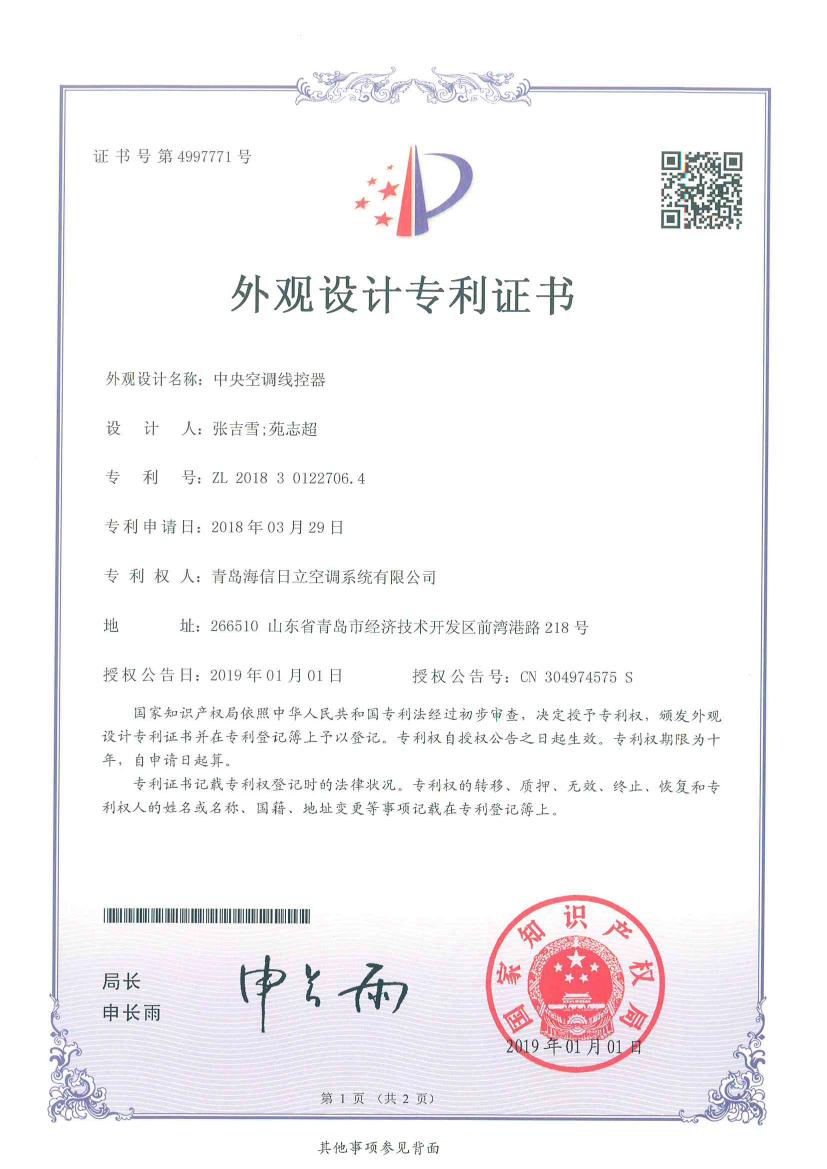 证书号第4997771号
外观设计专利证书
外观设计名称：中央空调线控器
设计人：张吉雪;苑志超
专利号：ZL 2018 3 0122706.4
专利申请日：2018年03月29日
专利权人：青岛海信日立空调系统有限公司
地址：266510 山东省青岛市经济技术开发区前湾港路218号
授权公告日：2019年01月01日 授权公告号：CN 304974575 S
国家知识产权局依照中华人民共和国专利法经过初步审查，决定授予专利权，颁发外观
设计专利证书并在专利登记簿上予以登记。专利权自授权公告之日起生效。专利权期限为十
年，自申请日起算。
专利证书记载专利权登记时的法律状况。专利权的转移、质押、无效、终止、恢复和专
利权人的姓名或名称、国籍、地址变更等事项记载在专利登记簿上。
局长
申长雨
申长雨
国家知识产权局
2019年01月01日
第 1 页 （共 2 页）
其他事项参见背面